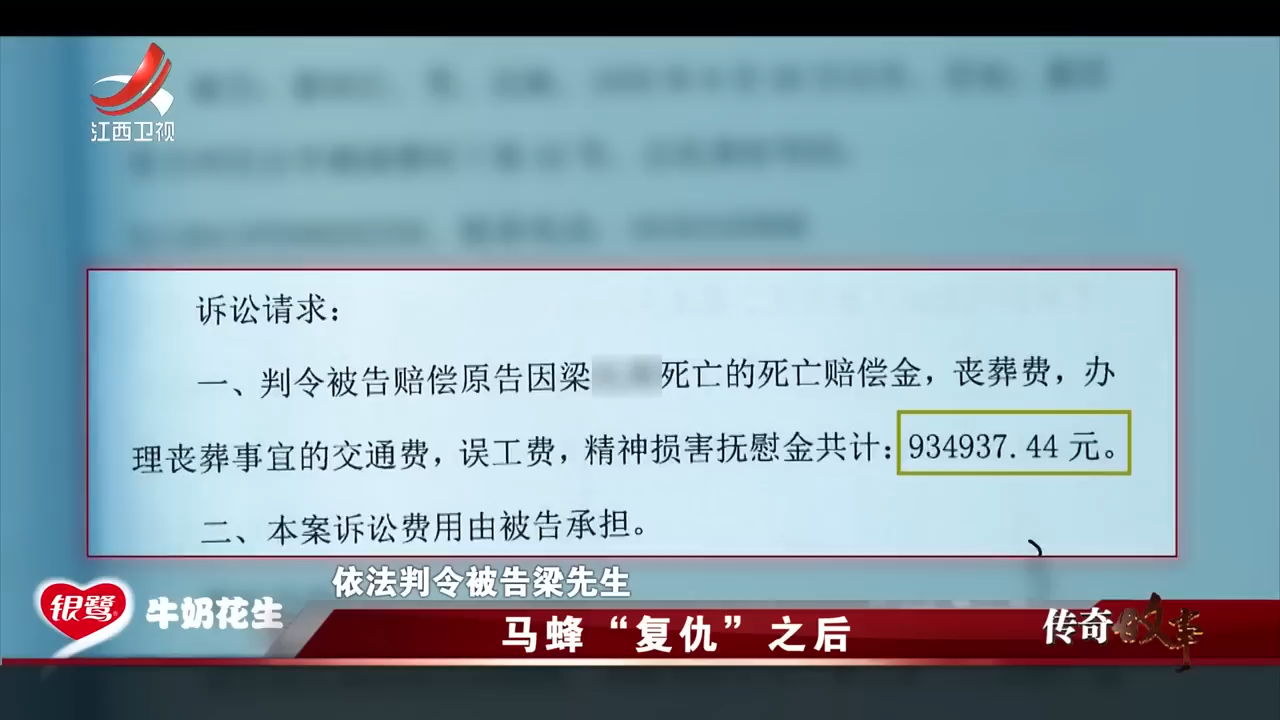 江西卫视
诉讼请求：
一、判令被告赔偿原告因梁
死亡的死亡赔偿金，丧葬费，办
理丧葬事宜的交通费，误工费，精神损害抚慰金共计：934937.44 元。
二、本案诉讼费用由被告承担。
依法判令被告梁先生
银鹭 牛奶花生
马蜂“复仇”之后
传奇故事